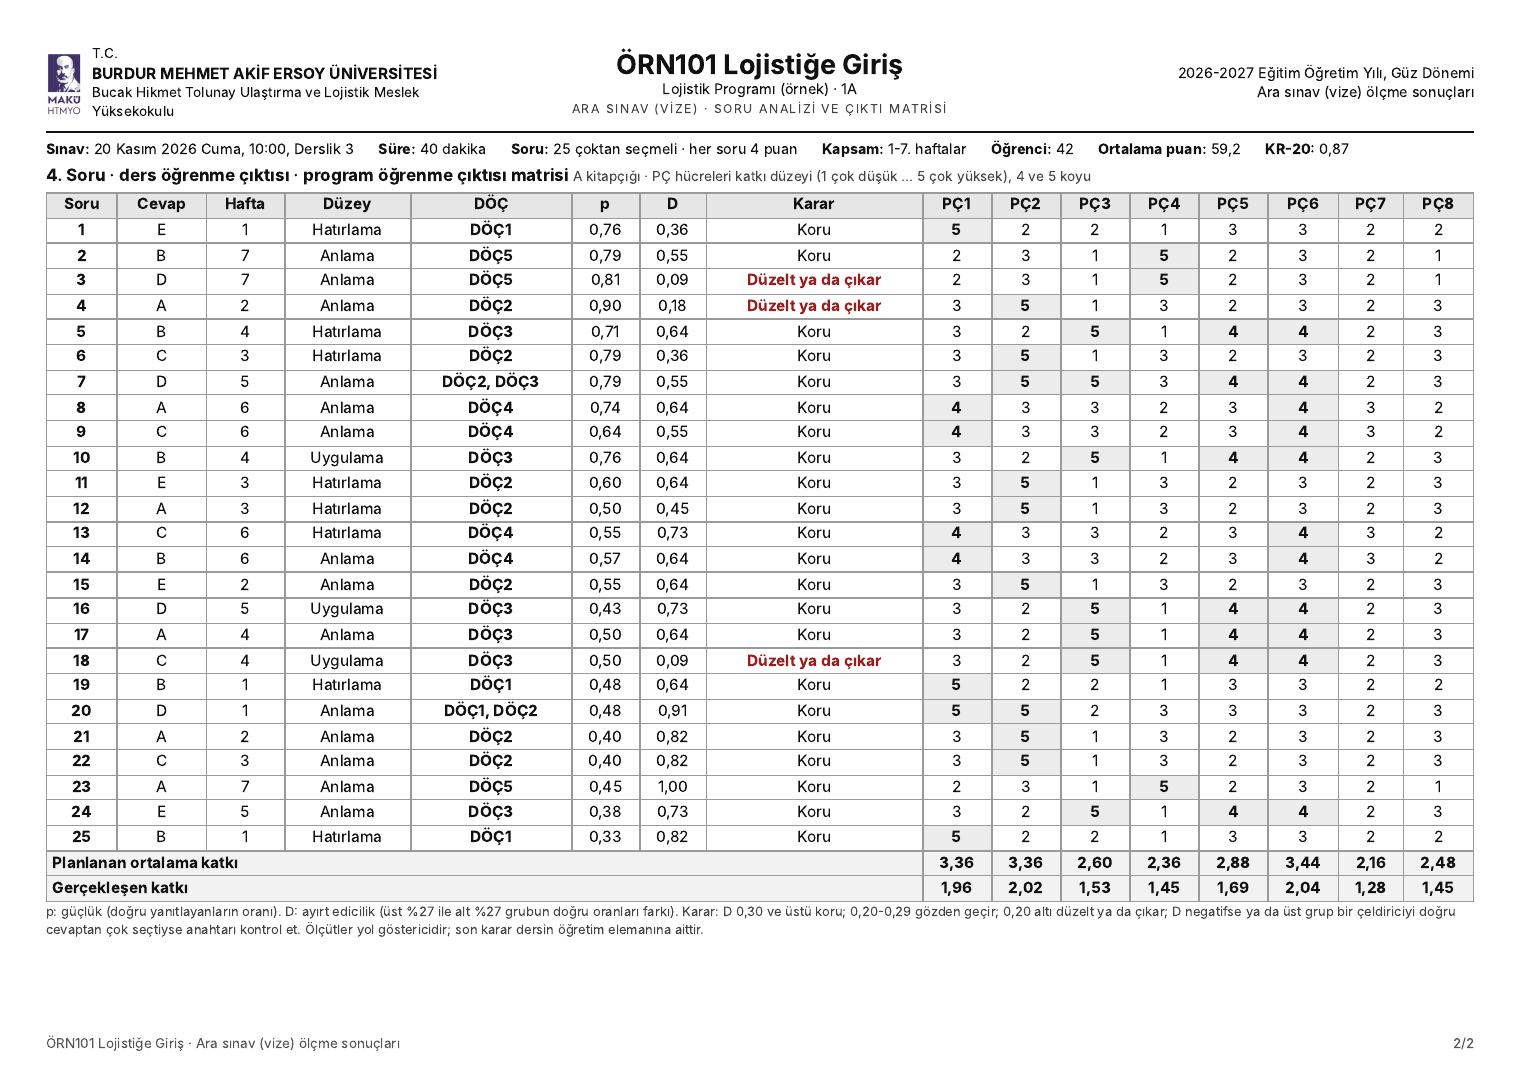 T.C.
BURDUR MEHMET AKİF ERSOY ÜNİVERSİTESİ
Bucak Hikmet Tolunay Ulaştırma ve Lojistik Meslek
Yüksekokulu
MAKÜ
HTMYO
ÖRN101 Lojistiğe Giriş
Lojistik Programı (örnek) · 1A
ARA SINAV (VİZE) · SORU ANALİZİ VE ÇIKTI MATRİSİ
2026-2027 Eğitim Öğretim Yılı, Güz Dönemi
Ara sınav (vize) ölçme sonuçları
Sınav: 20 Kasım 2026 Cuma, 10:00, Derslik 3 Süre: 40 dakika Soru: 25 çoktan seçmeli · her soru 4 puan Kapsam: 1-7. haftalar Öğrenci: 42 Ortalama puan: 59,2 KR-20: 0,87
4. Soru · ders öğrenme çıktısı · program öğrenme çıktısı matrisi A kitapçığı · PÇ hücreleri katkı düzeyi (1 çok düşük ... 5 çok yüksek), 4 ve 5 koyu
Soru Cevap Hafta Düzey DÖÇ p D Karar PÇ1 PÇ2 PÇ3 PÇ4 PÇ5 PÇ6 PÇ7 PÇ8
1 E 1 Hatırlama DÖÇ1 0,76 0,36 Koru 5 2 2 1 3 3 2 2
2 B 7 Anlama DÖÇ5 0,79 0,55 Koru 2 3 1 5 2 3 2 1
3 D 7 Anlama DÖÇ5 0,81 0,09 Düzelt ya da çıkar 2 3 1 5 2 3 2 1
4 A 2 Anlama DÖÇ2 0,90 0,18 Düzelt ya da çıkar 3 5 1 3 2 3 2 3
5 B 4 Hatırlama DÖÇ3 0,71 0,64 Koru 3 2 5 1 4 4 2 3
6 C 3 Hatırlama DÖÇ2 0,79 0,36 Koru 3 5 1 3 2 3 2 3
7 D 5 Anlama DÖÇ2, DÖÇ3 0,79 0,55 Koru 3 5 5 3 4 4 2 3
8 A 6 Anlama DÖÇ4 0,74 0,64 Koru 4 3 3 2 3 4 3 2
9 C 6 Anlama DÖÇ4 0,64 0,55 Koru 4 3 3 2 3 4 3 2
10 B 4 Uygulama DÖÇ3 0,76 0,64 Koru 3 2 5 1 4 4 2 3
11 E 3 Hatırlama DÖÇ2 0,60 0,64 Koru 3 5 1 3 2 3 2 3
12 A 3 Hatırlama DÖÇ2 0,50 0,45 Koru 3 5 1 3 2 3 2 3
13 C 6 Hatırlama DÖÇ4 0,55 0,73 Koru 4 3 3 2 3 4 3 2
14 B 6 Anlama DÖÇ4 0,57 0,64 Koru 4 3 3 2 3 4 3 2
15 E 2 Anlama DÖÇ2 0,55 0,64 Koru 3 5 1 3 2 3 2 3
16 D 5 Uygulama DÖÇ3 0,43 0,73 Koru 3 2 5 1 4 4 2 3
17 A 4 Anlama DÖÇ3 0,50 0,64 Koru 3 2 5 1 4 4 2 3
18 C 4 Uygulama DÖÇ3 0,50 0,09 Düzelt ya da çıkar 3 2 5 1 4 4 2 3
19 B 1 Hatırlama DÖÇ1 0,48 0,64 Koru 5 2 2 1 3 3 2 2
20 D 1 Anlama DÖÇ1, DÖÇ2 0,48 0,91 Koru 5 5 2 3 3 3 2 3
21 A 2 Anlama DÖÇ2 0,40 0,82 Koru 3 5 1 3 2 3 2 3
22 C 3 Anlama DÖÇ2 0,40 0,82 Koru 3 5 1 3 2 3 2 3
23 A 7 Anlama DÖÇ5 0,45 1,00 Koru 2 3 1 5 2 3 2 1
24 E 5 Anlama DÖÇ3 0,38 0,73 Koru 3 2 5 1 4 4 2 3
25 B 1 Hatırlama DÖÇ1 0,33 0,82 Koru 5 2 2 1 3 3 2 2
Planlanan ortalama katkı 3,36 3,36 2,60 2,36 2,88 3,44 2,16 2,48
Gerçekleşen katkı 1,96 2,02 1,53 1,45 1,69 2,04 1,28 1,45
p: güçlük (doğru yanıtlayanların oranı). D: ayırt edicilik (üst %27 ile alt %27 grubun doğru oranları farkı). Karar: D 0,30 ve üstü koru; 0,20-0,29 gözden geçir; 0,20 altı düzelt ya da çıkar; D negatifse ya da üst grup bir çeldiriciyi doğru
cevaptan çok seçtiyse anahtarı kontrol et. Ölçütler yol göstericidir; son karar dersin öğretim elemanına aittir.
ÖRN101 Lojistiğe Giriş · Ara sınav (vize) ölçme sonuçları
2/2